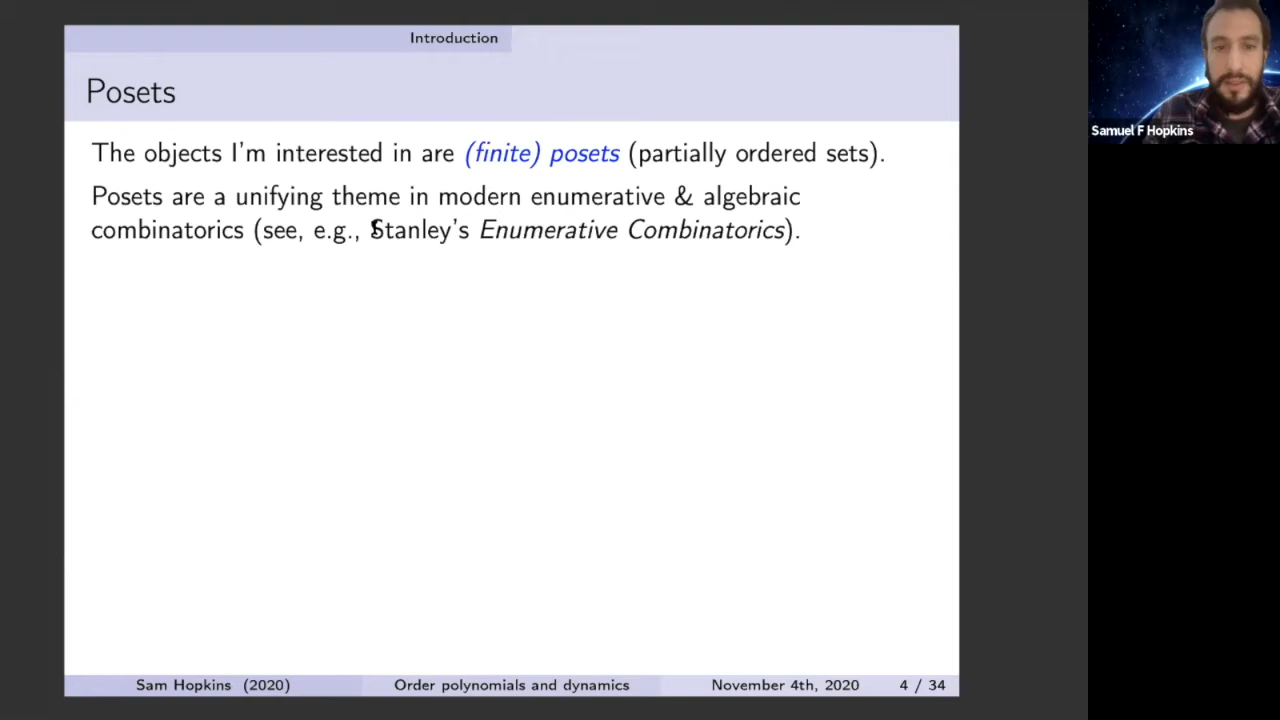 Introduction
Posets
The objects I'm interested in are (finite) posets (partially ordered sets).
Posets are a unifying theme in modern enumerative & algebraic
combinatorics (see, e.g., Stanley's Enumerative Combinatorics).
Sam Hopkins (2020)
Order polynomials and dynamics
November 4th, 2020
4 / 34
Samuel F Hopkins